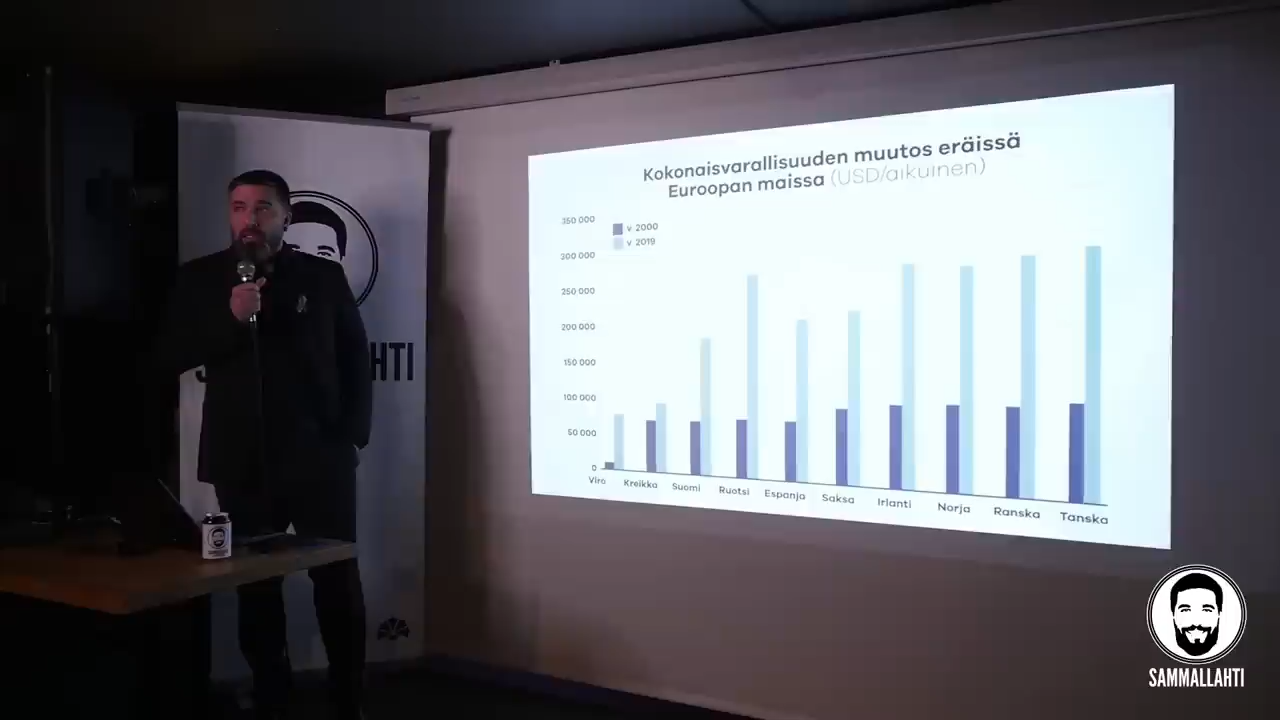 Kokonaisvarallisuuden muutos eräissä
Euroopan maissa (USD/aikuinen)
350 000
300 000
250 000
200 000
150 000
100 000
50 000
0
v. 2000
v. 2019
Viro
Kreikka
Suomi
Ruotsi
Espanja
Saksa
Irlanti
Norja
Ranska
Tanska
HTI
SAMMALLAHTI